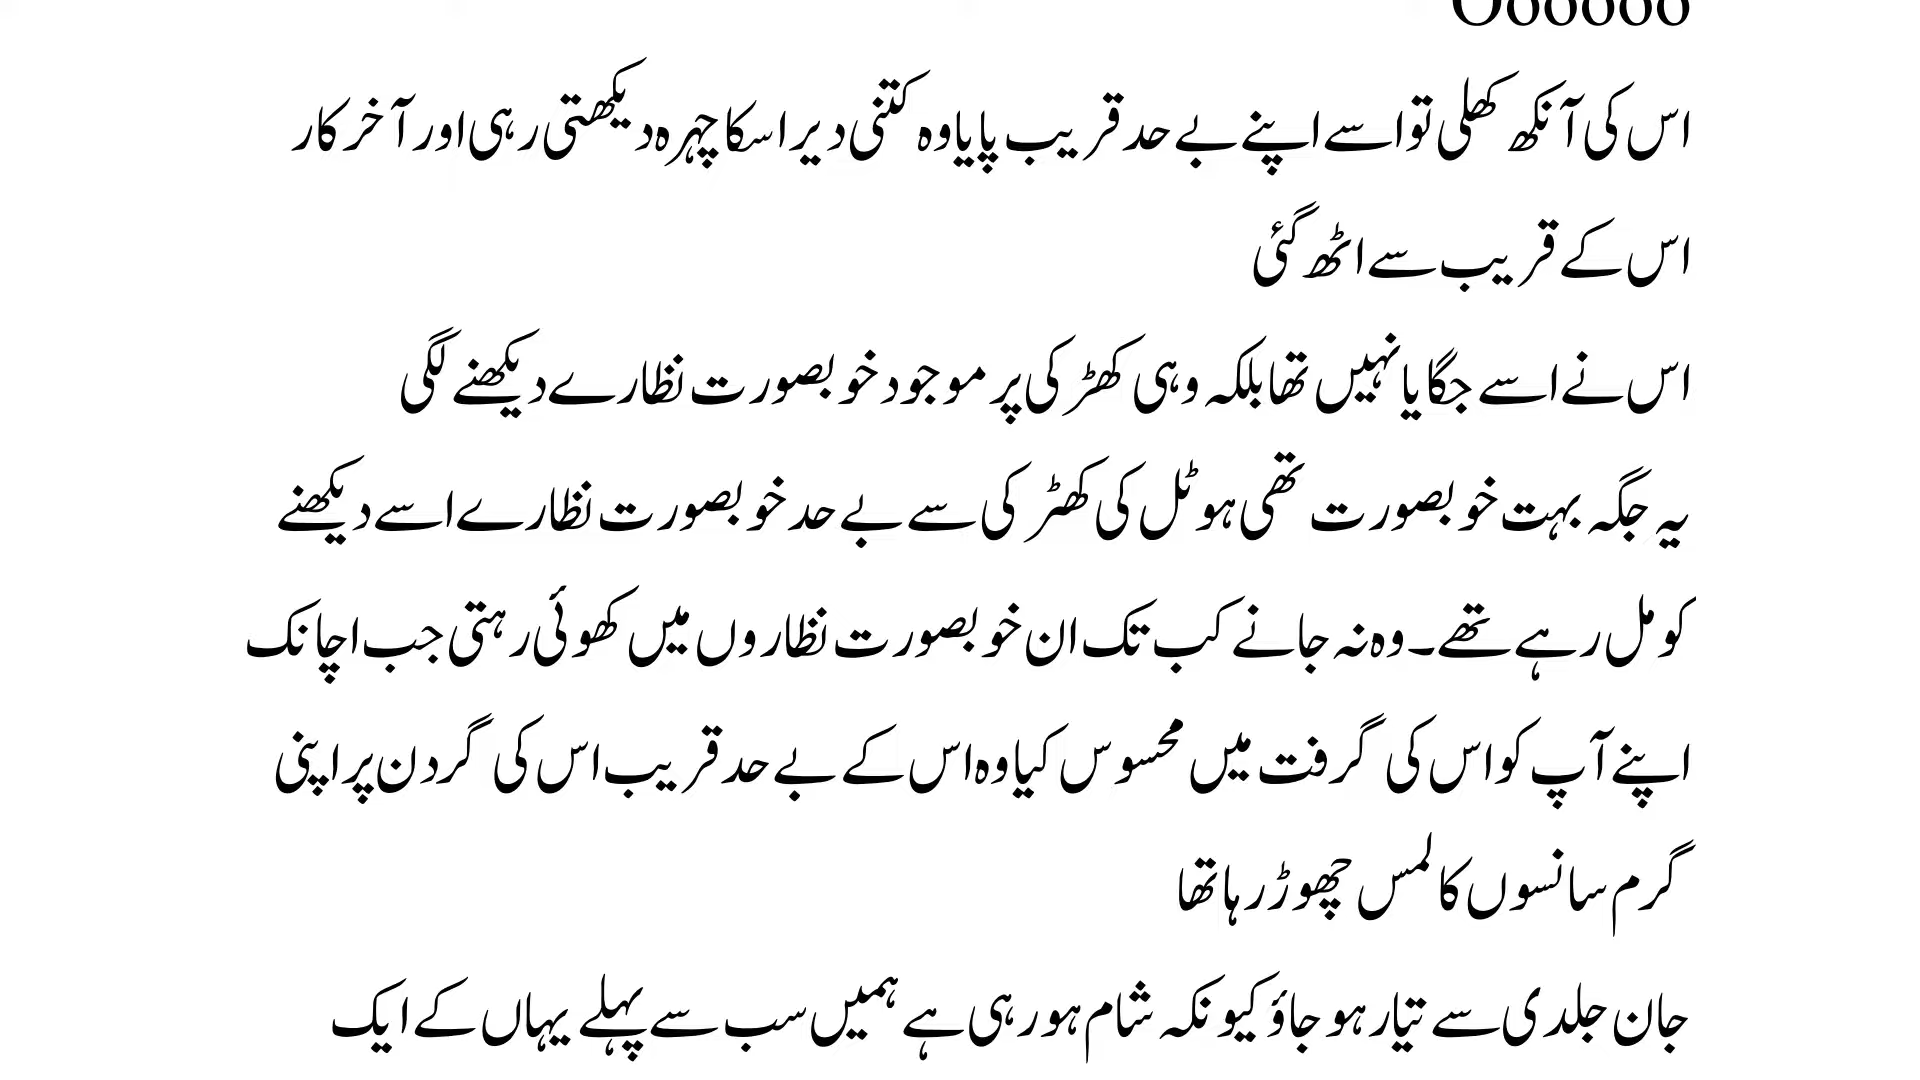 Oooooo
اس کی آنکھ کھلی تو اسے اپنے بے حد قریب پایا وہ کتنی دیر اسکا چہرہ دیکھتی رہی اور آخر کار
اس کے قریب سے اٹھ گئی
اس نے اسے جگایا نہیں تھا بلکہ وہی کھڑکی پر موجود خوبصورت نظارے دیکھنے لگی
یہ جگہ بہت خوبصورت تھی ہوٹل کی کھڑکی سے بے حد خوبصورت نظارے اسے دیکھنے
کو مل رہے تھے۔ وہ نہ جانے کب تک ان خوبصورت نظاروں میں کھوئی رہتی جب اچانک
اپنے آپ کو اس کی گرفت میں محسوس کیا وہ اس کے بے حد قریب اس کی گردن پر اپنی
گرم سانسوں کا لمس چھوڑ رہا تھا
جان جلدی سے تیار ہو جاؤ کیونکہ شام ہو رہی ہے ہمیں سب سے پہلے یہاں کے ایک